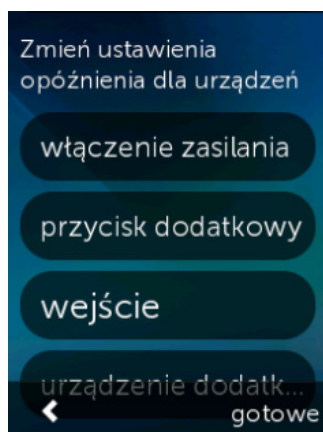 Zmień ustawienia
opóźnienia dla urządzeń
włączenie zasilania
przycisk dodatkowy
wejście
urządzenie dodatk...
gotowe